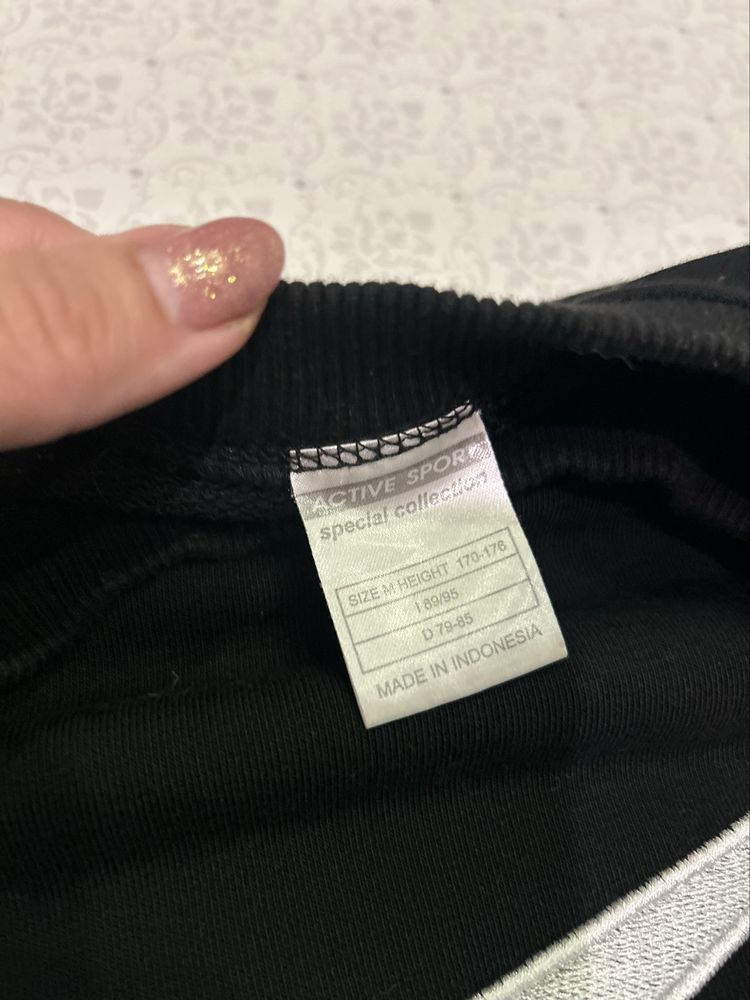 ACTIVE SPORT
special collection
SIZE M HEIGHT 170-176
I 89/95
D 79-85
MADE IN INDONESIA